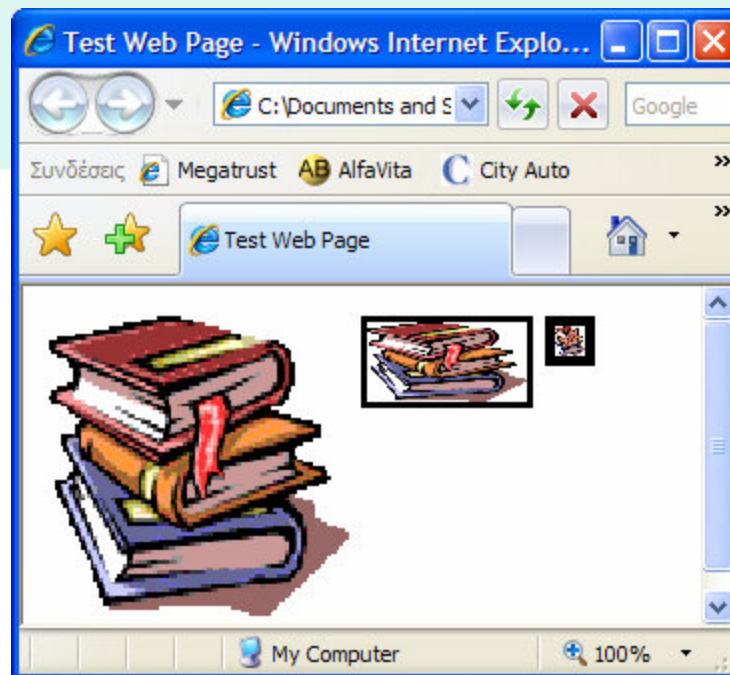 Test Web Page - Windows Internet Explo...
C:\Documents and S
Google
Συνδέσεις Megatrust AB AlfaVita C City Auto »
Test Web Page »
My Computer 100%